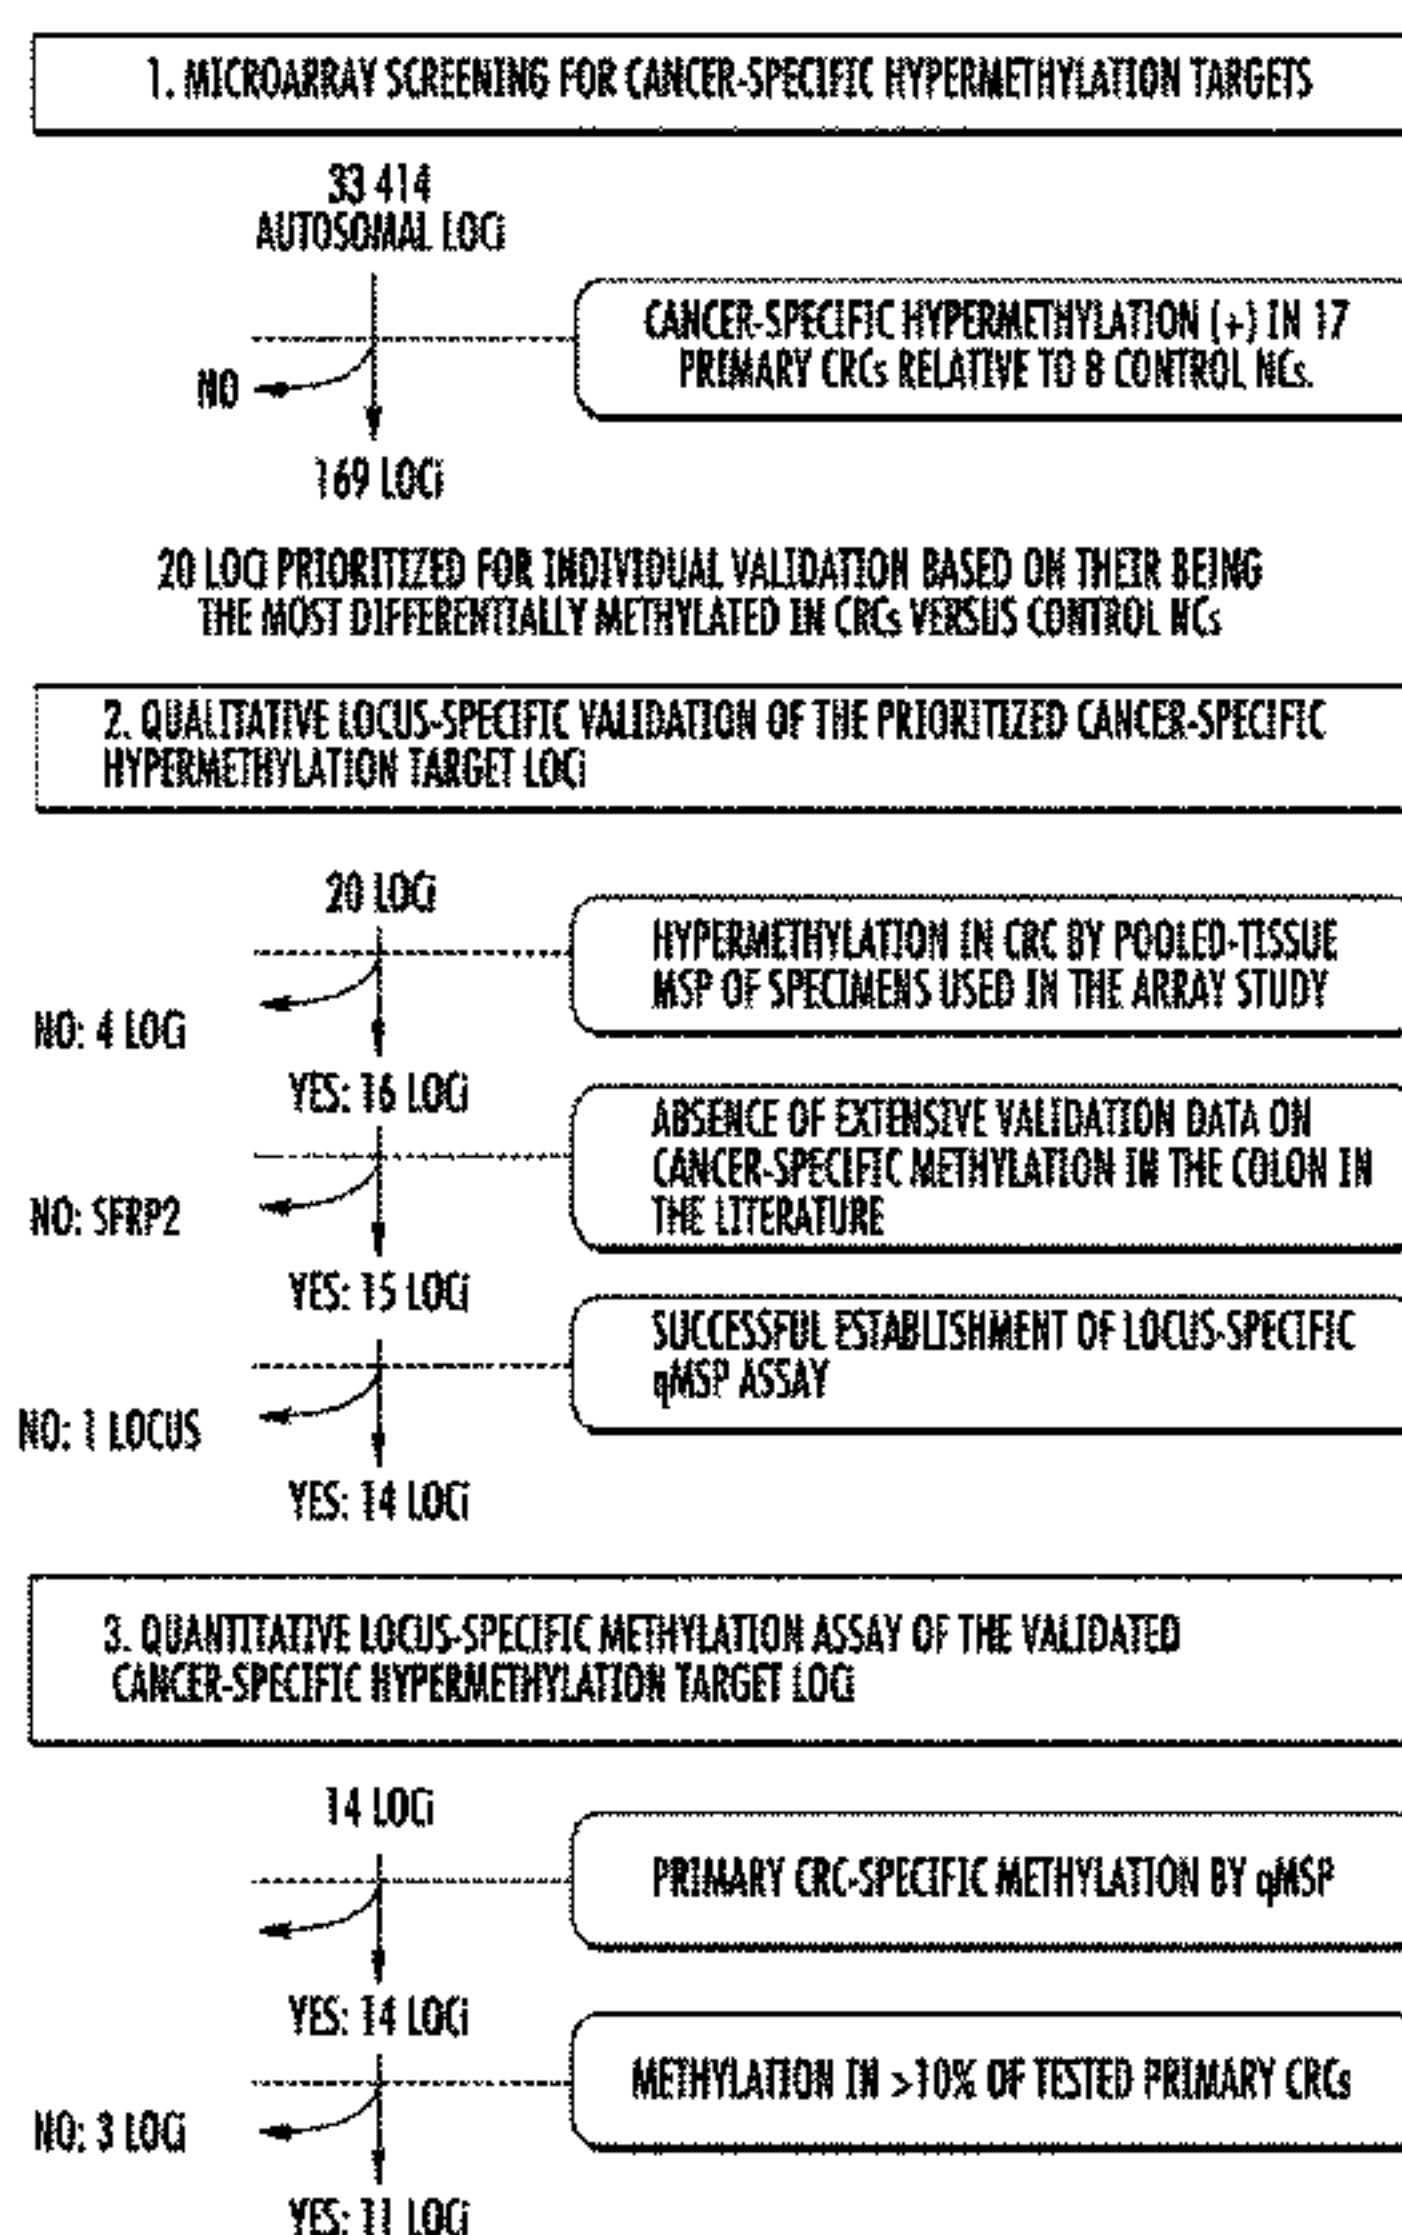 1. MICROARRAY SCREENING FOR CANCER-SPECIFIC HYPERMETHYLATION TARGETS
33 414
AUTOSOMAL LOCi
CANCER-SPECIFIC HYPERMETHYLATION (+) IN 17
PRIMARY CRCs RELATIVE TO 8 CONTROL NCs.
NO
169 LOCi
20 LOCi PRIORITIZED FOR INDIVIDUAL VALIDATION BASED ON THEIR BEING
THE MOST DIFFERENTIALLY METHYLATED IN CRCs VERSUS CONTROL NCs
2. QUALITATIVE LOCUS-SPECIFIC VALIDATION OF THE PRIORITIZED CANCER-SPECIFIC
HYPERMETHYLATION TARGET LOCi
20 LOCi
HYPERMETHYLATION IN CRC BY POOLED-TISSUE
MSP OF SPECIMENS USED IN THE ARRAY STUDY
NO: 4 LOCi
YES: 16 LOCi
ABSENCE OF EXTENSIVE VALIDATION DATA ON
CANCER-SPECIFIC METHYLATION IN THE COLON IN
THE LITERATURE
NO: SFRP2
YES: 15 LOCi
SUCCESSFUL ESTABLISHMENT OF LOCUS-SPECIFIC
qMSP ASSAY
NO: 1 LOCUS
YES: 14 LOCi
3. QUANTITATIVE LOCUS-SPECIFIC METHYLATION ASSAY OF THE VALIDATED
CANCER-SPECIFIC HYPERMETHYLATION TARGET LOCi
14 LOCi
PRIMARY CRC-SPECIFIC METHYLATION BY qMSP
YES: 14 LOCi
METHYLATION IN >10% OF TESTED PRIMARY CRCs
NO: 3 LOCi
YES: 11 LOCi